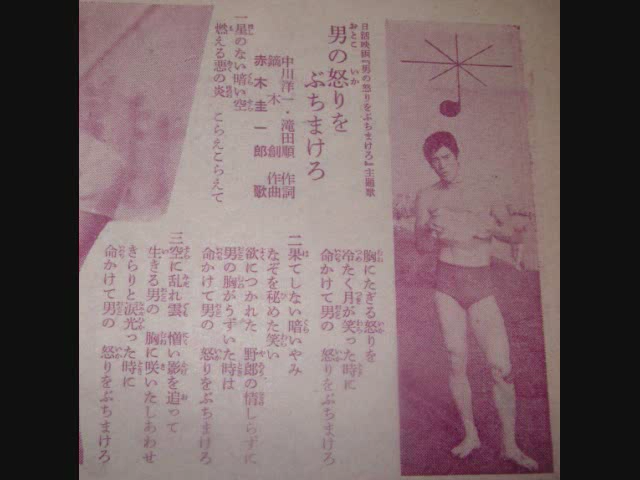 日活映画『男の怒りをぶちまけろ』主題歌
男の怒りを
ぶちまけろ
中川洋一・滝田順 作詞
鏑木 創 作曲
赤木圭一郎 歌
一 星のない暗い空
燃える悪の炎 こらえこらえて
胸にたぎる怒りを
冷たく月が笑った時に
命かけて男の 怒りをぶちまけろ
二 果てしない暗いやみ
なぞを秘めた笑い
欲につかれた 野郎の情しらずに
男の胸がうずいた時は
命かけて男の 怒りをぶちまけろ
三 空に乱れ雲 憎い影を追って
生きる男の 胸に咲いたしあわせ
きらりと涙光った時に
命かけて男の 怒りをぶちまけろ